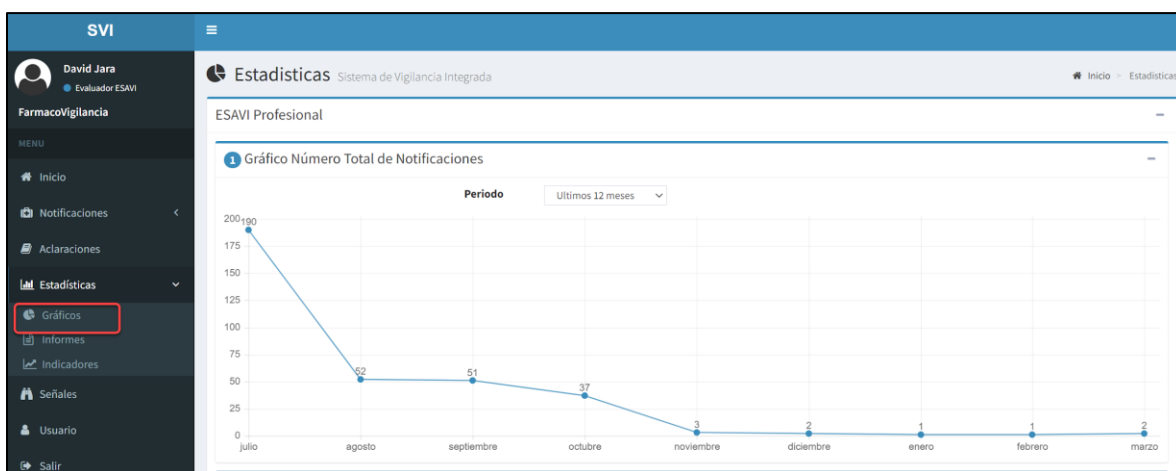 SVI
David Jara
Evaluador ESAVI
FarmacoVigilancia
MENU
Inicio
Notificaciones
Aclaraciones
Estadísticas
Gráficos
Informes
Indicadores
Señales
Usuario
Salir
Estadisticas Sistema de Vigilancia Integrada
Inicio > Estadisticas
ESAVI Profesional
1 Gráfico Número Total de Notificaciones
Periodo Ultimos 12 meses
200
175
150
125
100
75
50
25
0
190
52
51
37
3
2
1
1
2
julio agosto septiembre octubre noviembre diciembre enero febrero marzo